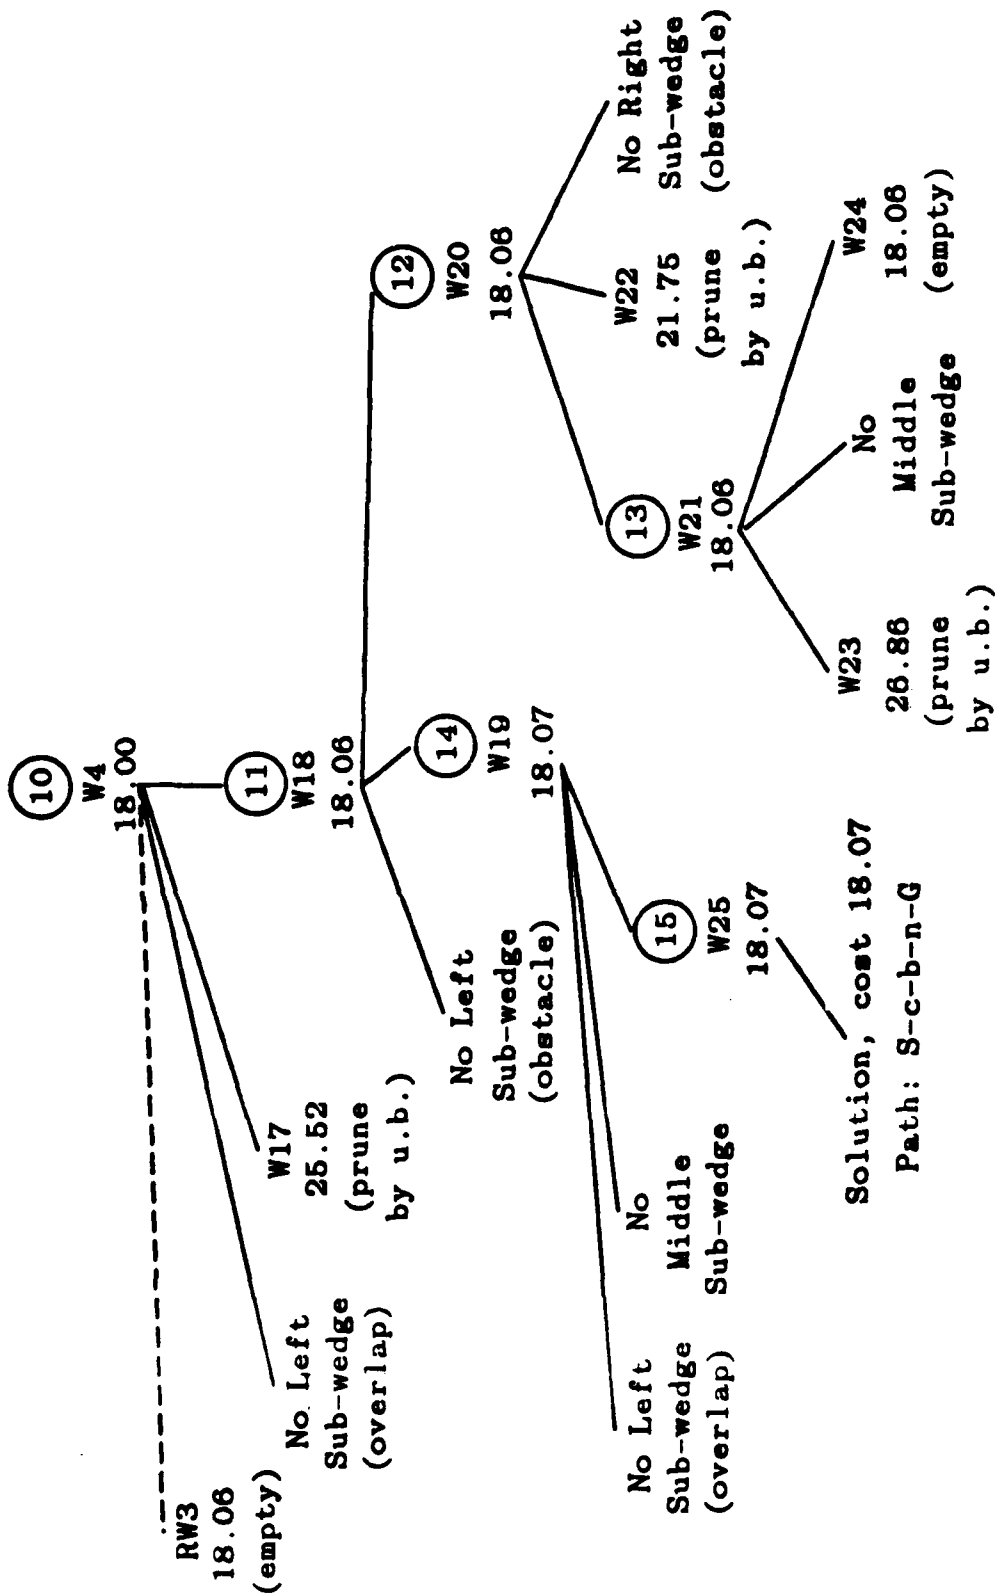 10
W4
18.00
RW3
18.06
(empty)
No Left
Sub-wedge
(overlap)
W17
25.52
(prune
by u.b.)
11
W18
18.06
No Left
Sub-wedge
(obstacle)
14
W19
18.07
12
W20
18.06
No Left
Sub-wedge
(overlap)
No
Middle
Sub-wedge
15
W25
18.07
13
W21
18.06
W22
21.75
(prune
by u.b.)
No Right
Sub-wedge
(obstacle)
Solution, cost 18.07
Path: S-c-b-n-G
W23
26.86
(prune
by u.b.)
No
Middle
Sub-wedge
W24
18.06
(empty)